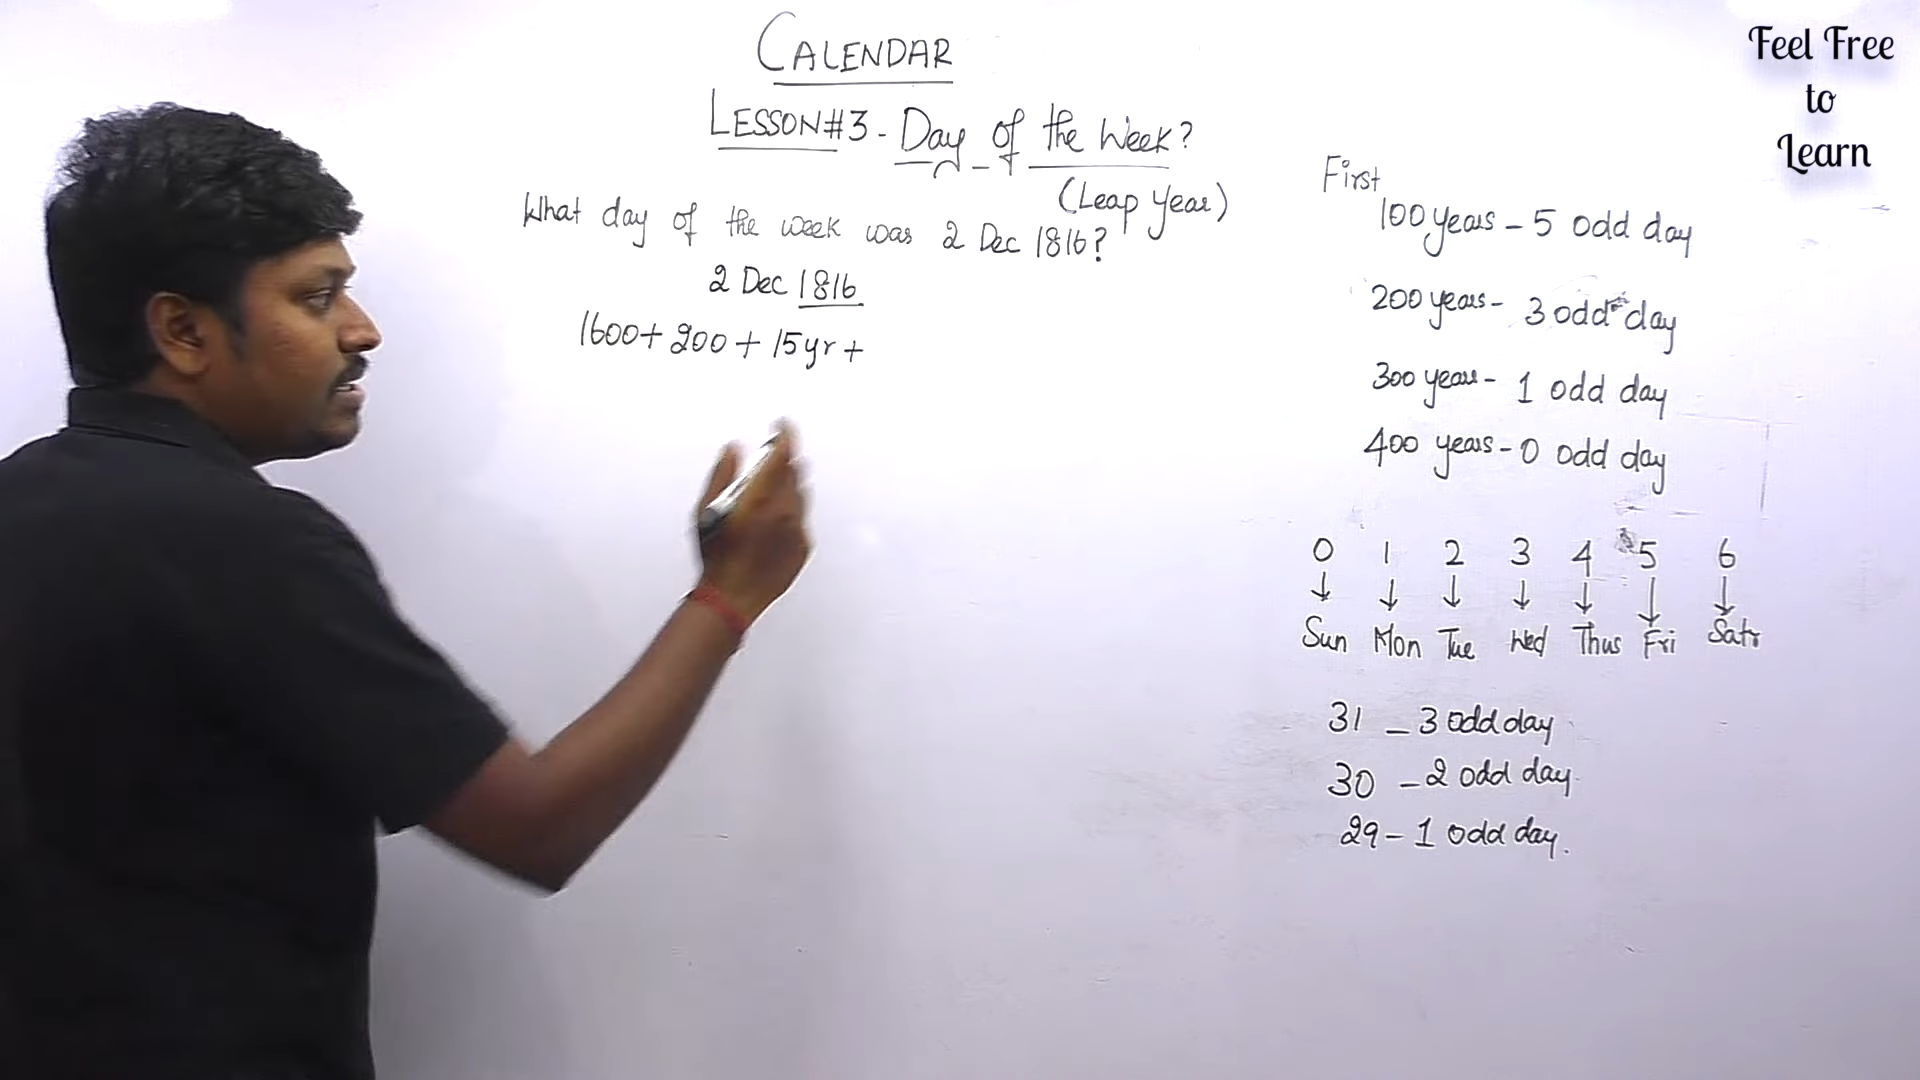 CALENDAR
LESSON#3 - Day of the Week?
(Leap Year)
What day of the week was 2 Dec 1816?
2 Dec 1816
1600+ 200 + 15yr +
Feel Free
to
Learn
First
100 years - 5 odd day
200 years - 3 odd day
300 years - 1 odd day
400 years - 0 odd day
0 1 2 3 4 5 6
↓ ↓ ↓ ↓ ↓ ↓ ↓
Sun Mon Tue Wed Thus Fri Satr
31 - 3 odd day
30 - 2 odd day
29 - 1 odd day.